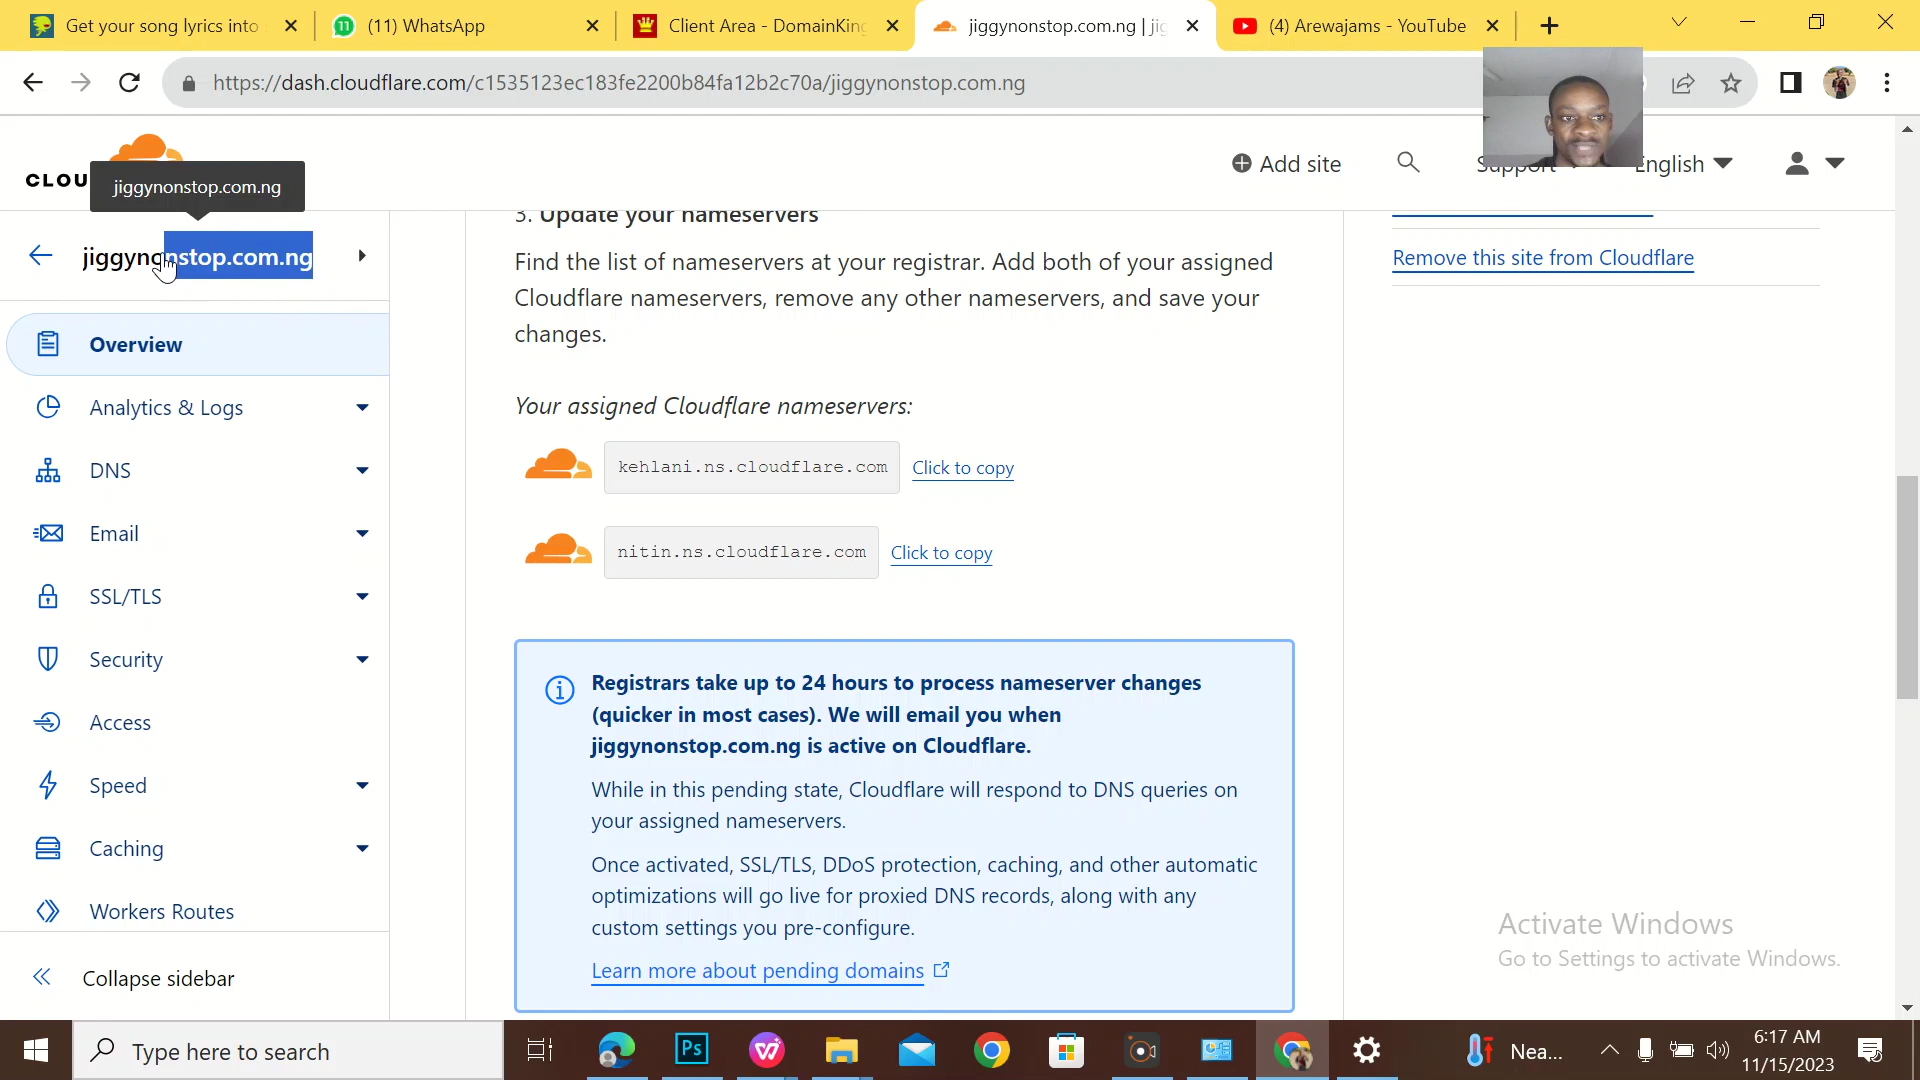 Get your song lyrics into
(11) WhatsApp
Client Area - DomainKing
jiggynonstop.com.ng | jig
(4) Arewajams - YouTube
https://dash.cloudflare.com/c1535123ec183fe2200b84fa12b2c70a/jiggynonstop.com.ng
CLOU
jiggynonstop.com.ng
Add site
Support
English
jiggynonstop.com.ng
Overview
Analytics & Logs
DNS
Email
SSL/TLS
Security
Access
Speed
Caching
Workers Routes
Collapse sidebar
3. Update your nameservers
Find the list of nameservers at your registrar. Add both of your assigned
Cloudflare nameservers, remove any other nameservers, and save your
changes.
Your assigned Cloudflare nameservers:
kehlani.ns.cloudflare.com Click to copy
nitin.ns.cloudflare.com Click to copy
Registrars take up to 24 hours to process nameserver changes
(quicker in most cases). We will email you when
jiggynonstop.com.ng is active on Cloudflare.
While in this pending state, Cloudflare will respond to DNS queries on
your assigned nameservers.
Once activated, SSL/TLS, DDoS protection, caching, and other automatic
optimizations will go live for proxied DNS records, along with any
custom settings you pre-configure.
Learn more about pending domains
Remove this site from Cloudflare
Activate Windows
Go to Settings to activate Windows.
Type here to search
Ps
Nea...
6:17 AM
11/15/2023